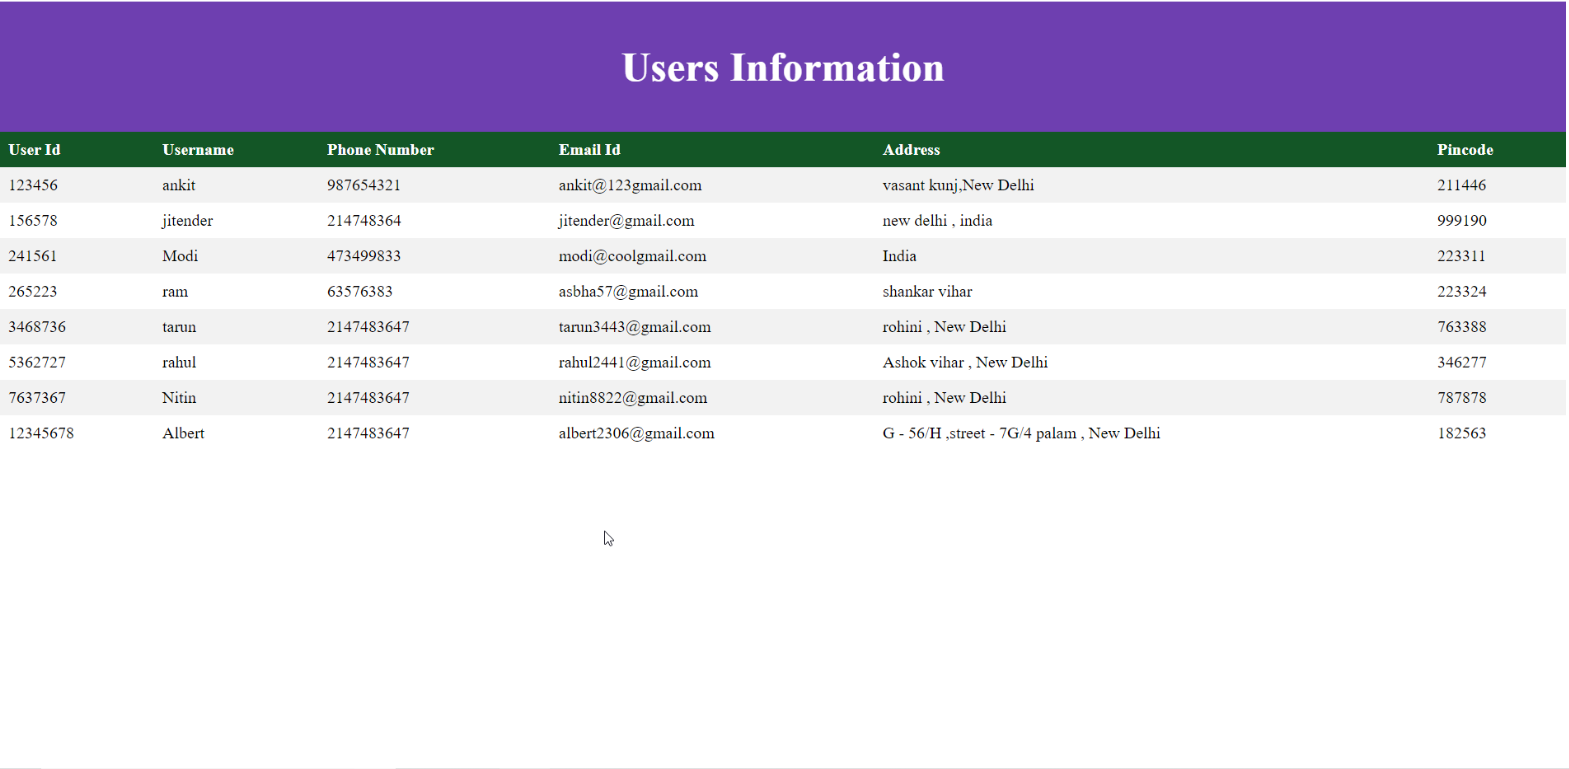 Users Information
User Id Username Phone Number Email Id Address Pincode
123456 ankit 987654321 ankit@123gmail.com vasant kunj,New Delhi 211446
156578 jitender 214748364 jitender@gmail.com new delhi , india 999190
241561 Modi 473499833 modi@coolgmail.com India 223311
265223 ram 63576383 asbha57@gmail.com shankar vihar 223324
3468736 tarun 2147483647 tarun3443@gmail.com rohini , New Delhi 763388
5362727 rahul 2147483647 rahul2441@gmail.com Ashok vihar , New Delhi 346277
7637367 Nitin 2147483647 nitin8822@gmail.com rohini , New Delhi 787878
12345678 Albert 2147483647 albert2306@gmail.com G - 56/H ,street - 7G/4 palam , New Delhi 182563